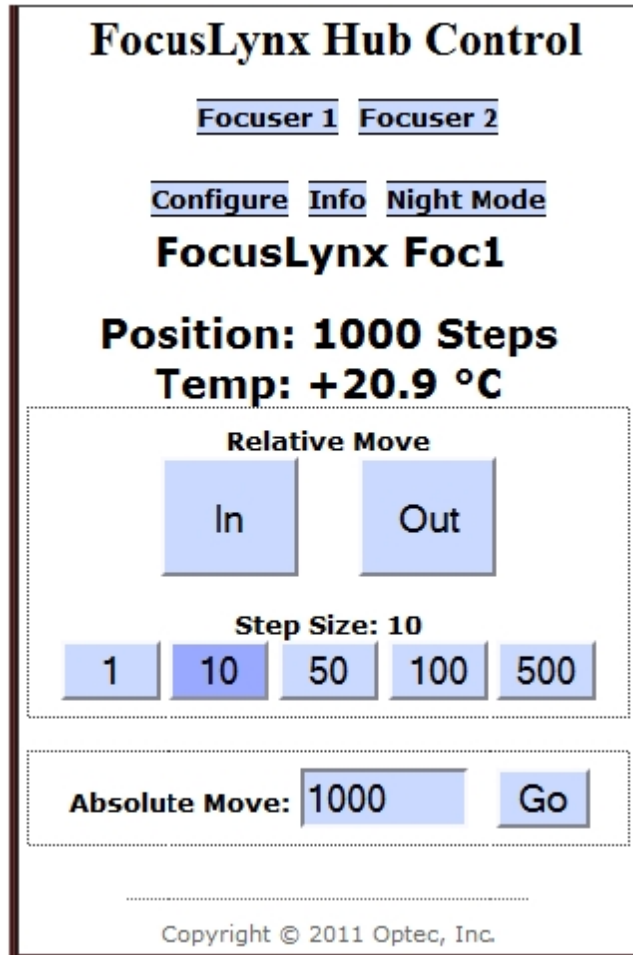 FocusLynx Hub Control
Focuser 1 Focuser 2
Configure Info Night Mode
FocusLynx Foc1
Position: 1000 Steps
Temp: +20.9 °C
Relative Move
In Out
Step Size: 10
1 10 50 100 500
Absolute Move: 1000 Go
Copyright © 2011 Optec, Inc.